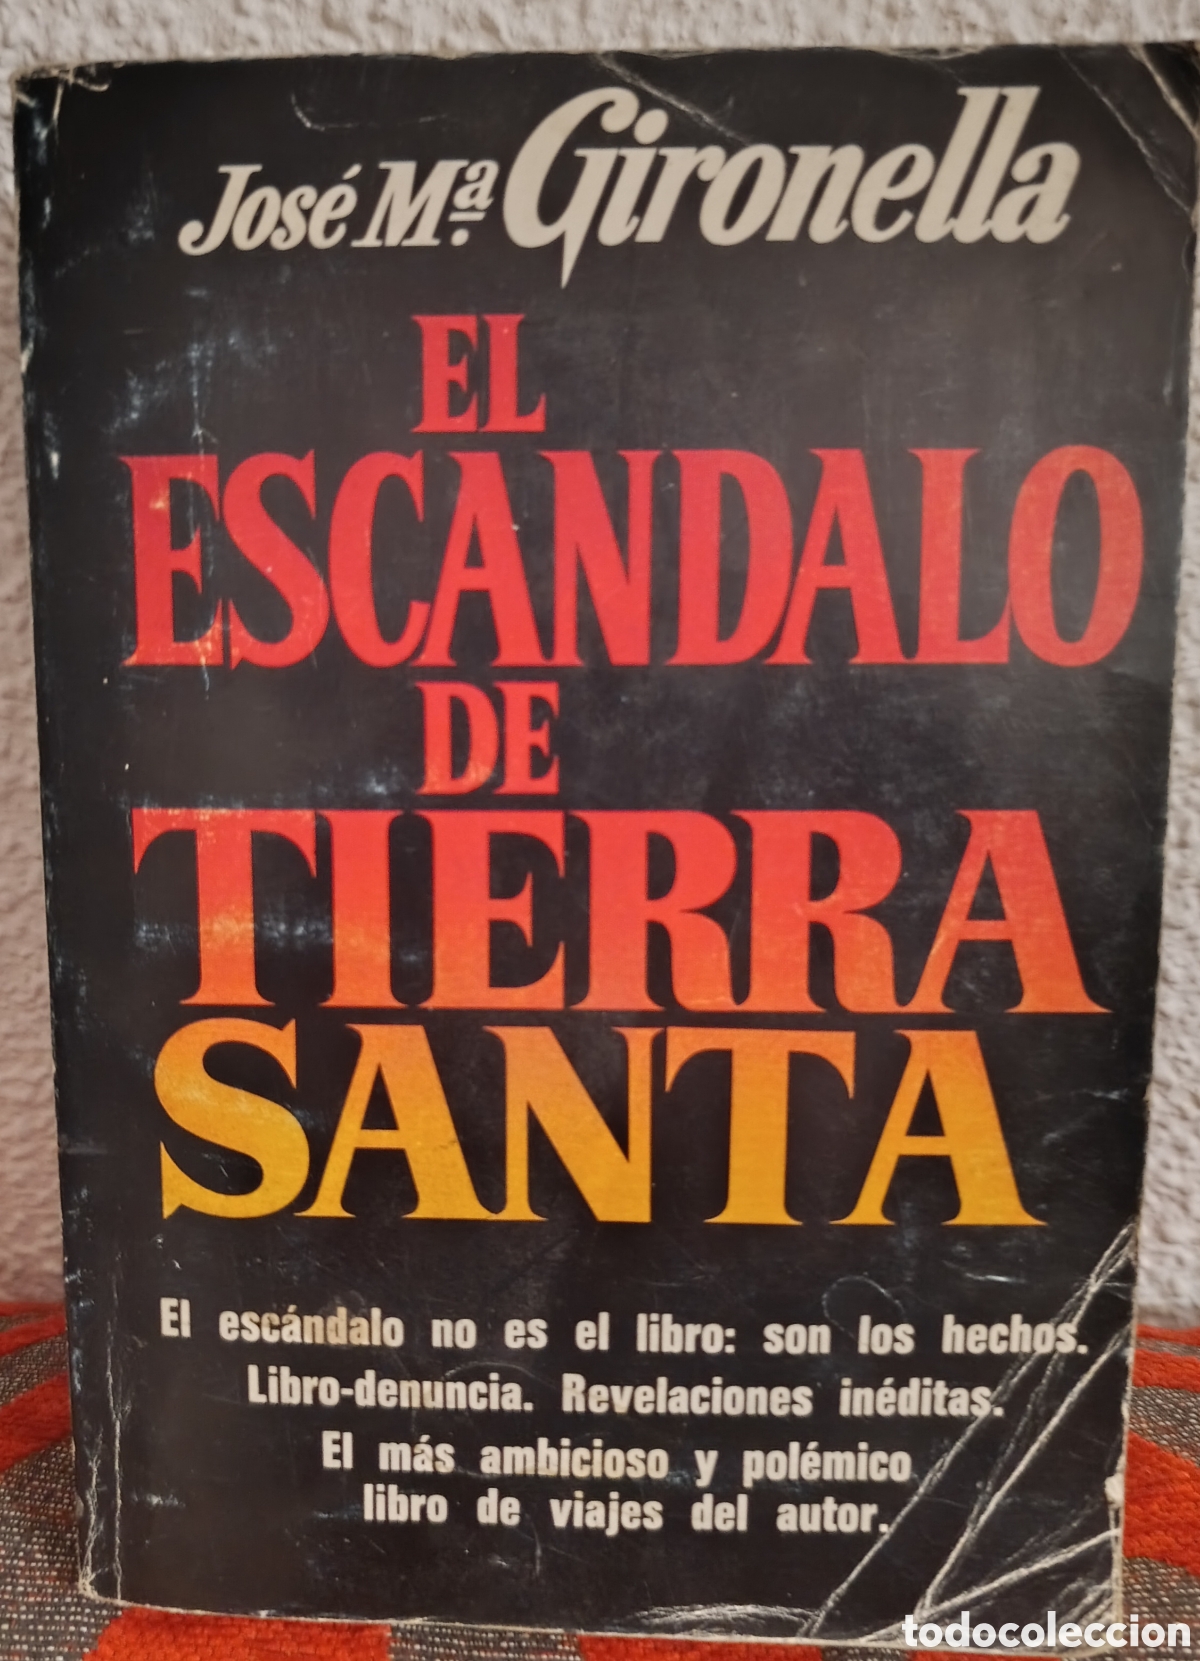 José Mª Gironella
EL
ESCANDALO
DE
TIERRA
SANTA
El escándalo no es el libro: son los hechos.
Libro-denuncia. Revelaciones inéditas.
El más ambicioso y polémico
libro de viajes del autor.
todocoleccion